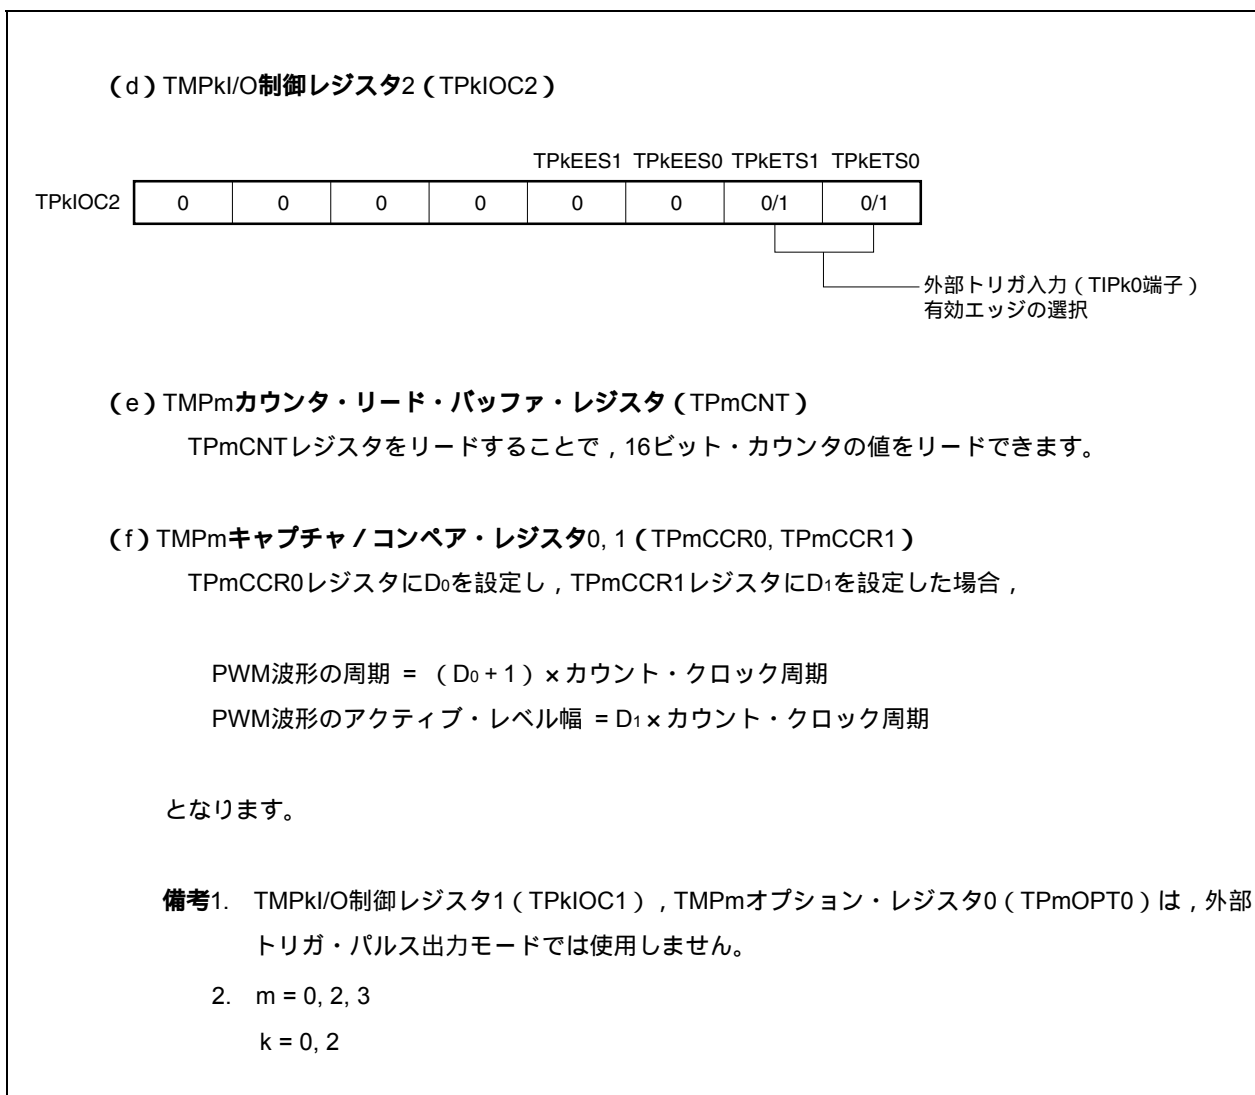 （d）TMPkI/O制御レジスタ2（TPkIOC2）
TPkEES1 TPkEES0 TPkETS1 TPkETS0
TPkIOC2 0 0 0 0 0 0 0/1 0/1
外部トリガ入力（TIPk0端子）
有効エッジの選択
（e）TMPmカウンタ・リード・バッファ・レジスタ（TPmCNT）
TPmCNTレジスタをリードすることで，16ビット・カウンタの値をリードできます。
（f）TMPmキャプチャ／コンペア・レジスタ0, 1（TPmCCR0, TPmCCR1）
TPmCCR0レジスタにD0を設定し，TPmCCR1レジスタにD1を設定した場合，
PWM波形の周期 = （D0 + 1）× カウント・クロック周期
PWM波形のアクティブ・レベル幅 = D1 × カウント・クロック周期
となります。
備考1. TMPkI/O制御レジスタ1（TPkIOC1），TMPmオプション・レジスタ0（TPmOPT0）は，外部
トリガ・パルス出力モードでは使用しません。
2. m = 0, 2, 3
k = 0, 2